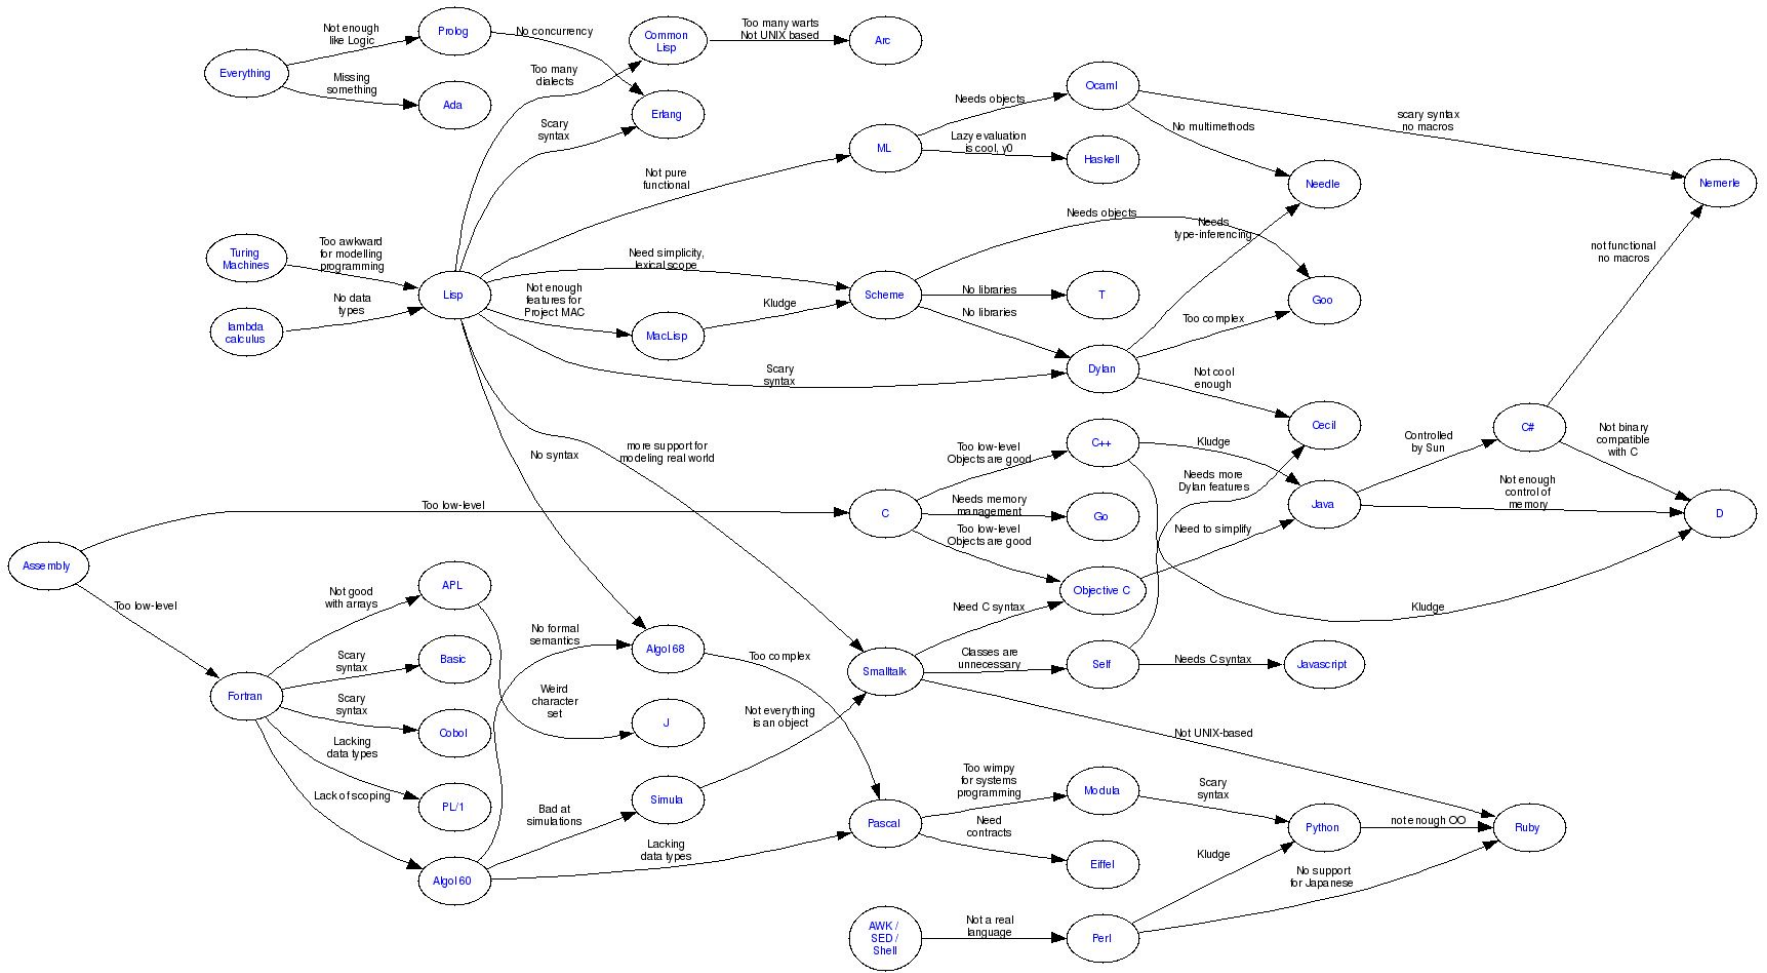 Everything
Not enough
like Logic
Prolog
No concurrency
Missing
something
Ada
Too many
dialects
Common
Lisp
Too many warts
Not UNIX based
Arc
Scary
syntax
Erlang
Not pure
functional
ML
Needs objects
Ocaml
Lazy evaluation
is cool, y0
Haskell
No multimethods
scary syntax
no macros
Needle
Nemerle
Turing
Machines
Too awkward
for modelling
programming
lambda
calculus
No data
types
Lisp
Need simplicity,
lexical scope
Not enough
features for
Project MAC
MacLisp
Kludge
Scheme
Needs objects
Needs
type-inferencing
No libraries
T
No libraries
Goo
Too complex
Dylan
Scary
syntax
Not cool
enough
Cecil
not functional
no macros
No syntax
more support for
modeling real world
Too low-level
Objects are good
C++
Kludge
Needs more
Dylan features
Controlled
by Sun
C#
Not binary
compatible
with C
Too low-level
C
Needs memory
management
Go
Too low-level
Objects are good
Need to simplify
Java
Not enough
control of
memory
D
Assembly
Too low-level
Not good
with arrays
APL
Objective C
Need C syntax
Kludge
Scary
syntax
Basic
No formal
semantics
Algol 68
Too complex
Smalltalk
Classes are
unnecessary
Self
Needs C syntax
Javascript
Fortran
Scary
syntax
Cobol
Weird
character
set
J
Not everything
is an object
Not UNIX-based
Lacking
data types
Lack of scoping
PL/1
Bad at
simulations
Simula
Too wimpy
for systems
programming
Modula
Scary
syntax
Pascal
Need
contracts
Eiffel
Python
not enough OO
Ruby
Algol 60
Lacking
data types
Kludge
No support
for Japanese
AWK /
SED /
Shell
Not a real
language
Perl